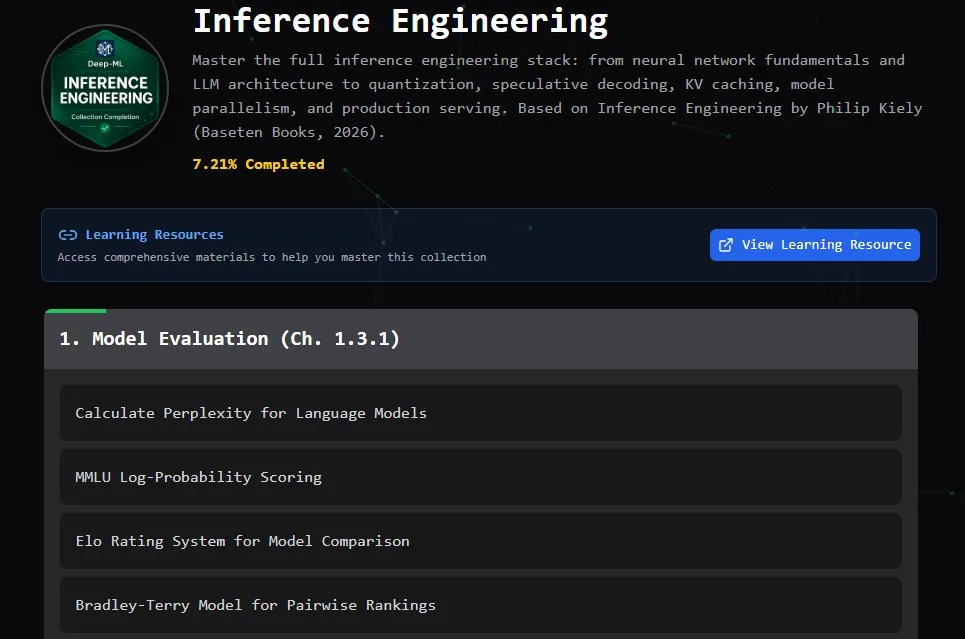 Inference Engineering
Deep-ML
INFERENCE
ENGINEERING
Collection Completion
Master the full inference engineering stack: from neural network fundamentals and
LLM architecture to quantization, speculative decoding, KV caching, model
parallelism, and production serving. Based on Inference Engineering by Philip Kiely
(Baseten Books, 2026).
7.21% Completed
Learning Resources
Access comprehensive materials to help you master this collection
View Learning Resource
1. Model Evaluation (Ch. 1.3.1)
Calculate Perplexity for Language Models
MMLU Log-Probability Scoring
Elo Rating System for Model Comparison
Bradley-Terry Model for Pairwise Rankings